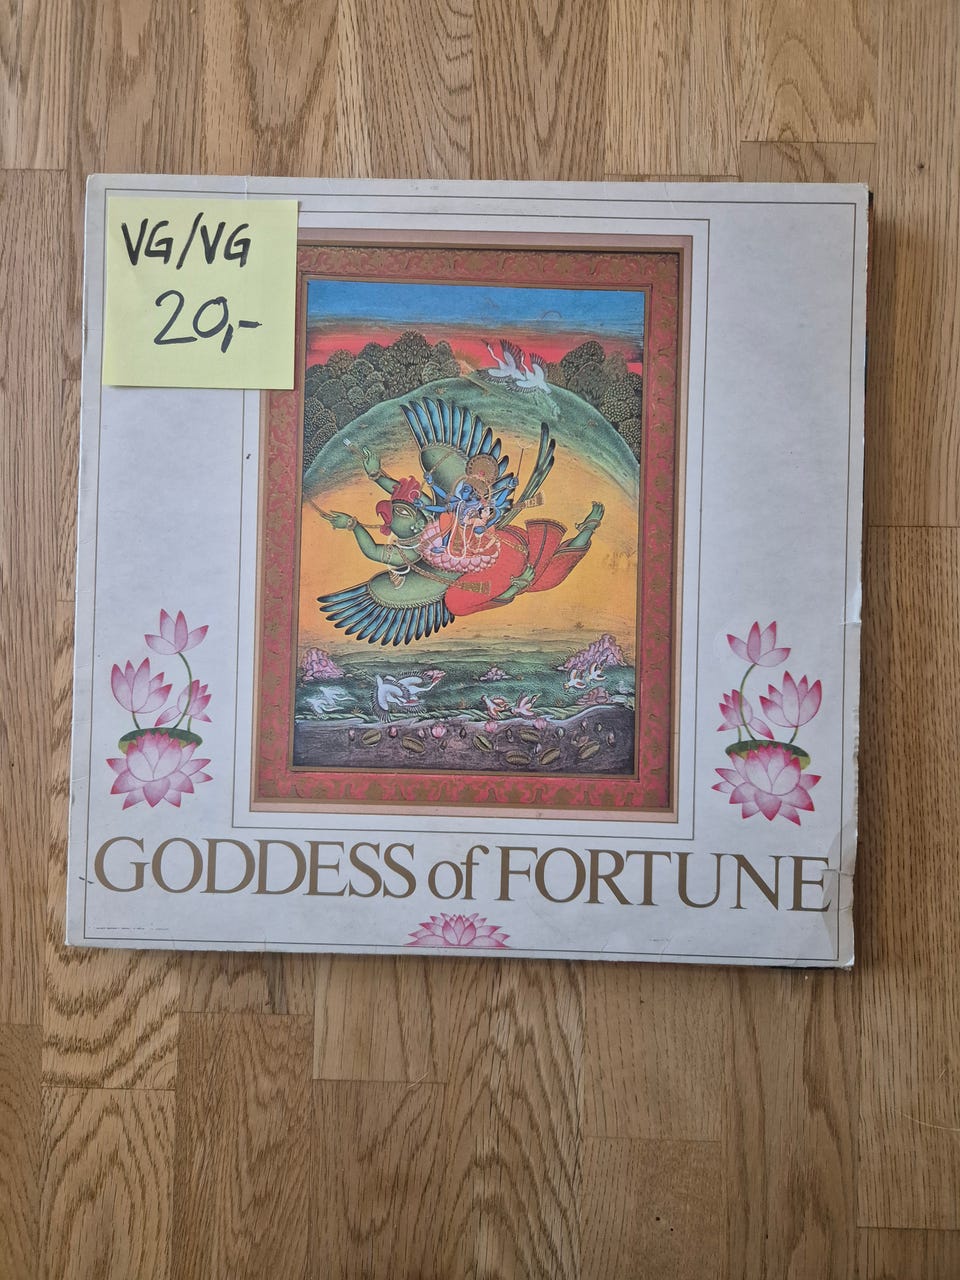 VG/VG
20,-
GODDESS of FORTUNE